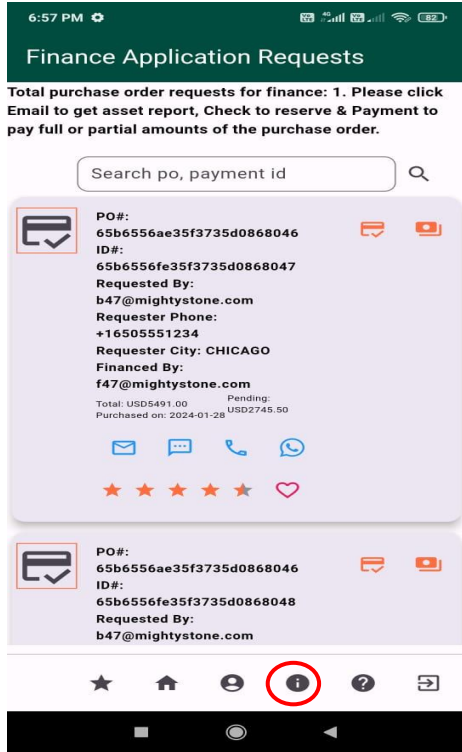 6:57 PM
82
Finance Application Requests
Total purchase order requests for finance: 1. Please click
Email to get asset report, Check to reserve & Payment to
pay full or partial amounts of the purchase order.
Search po, payment id
PO#:
65b6556ae35f3735d0868046
ID#:
65b6556fe35f3735d0868047
Requested By:
b47@mightystone.com
Requester Phone:
+16505551234
Requester City: CHICAGO
Financed By:
f47@mightystone.com
Total: USD5491.00
Purchased on: 2024-01-28
Pending:
USD2745.50
PO#:
65b6556ae35f3735d0868046
ID#:
65b6556fe35f3735d0868048
Requested By:
b47@mightystone.com